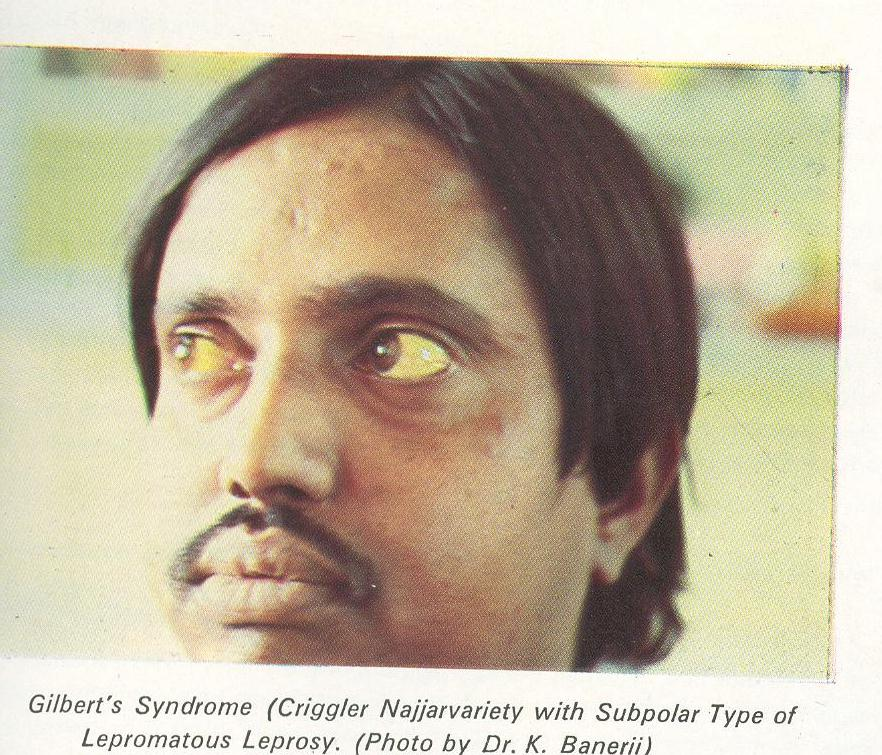 Gilbert's Syndrome (Criggler Najjarvariety with Subpolar Type of
Lepromatous Leprosy. (Photo by Dr. K. Banerji)